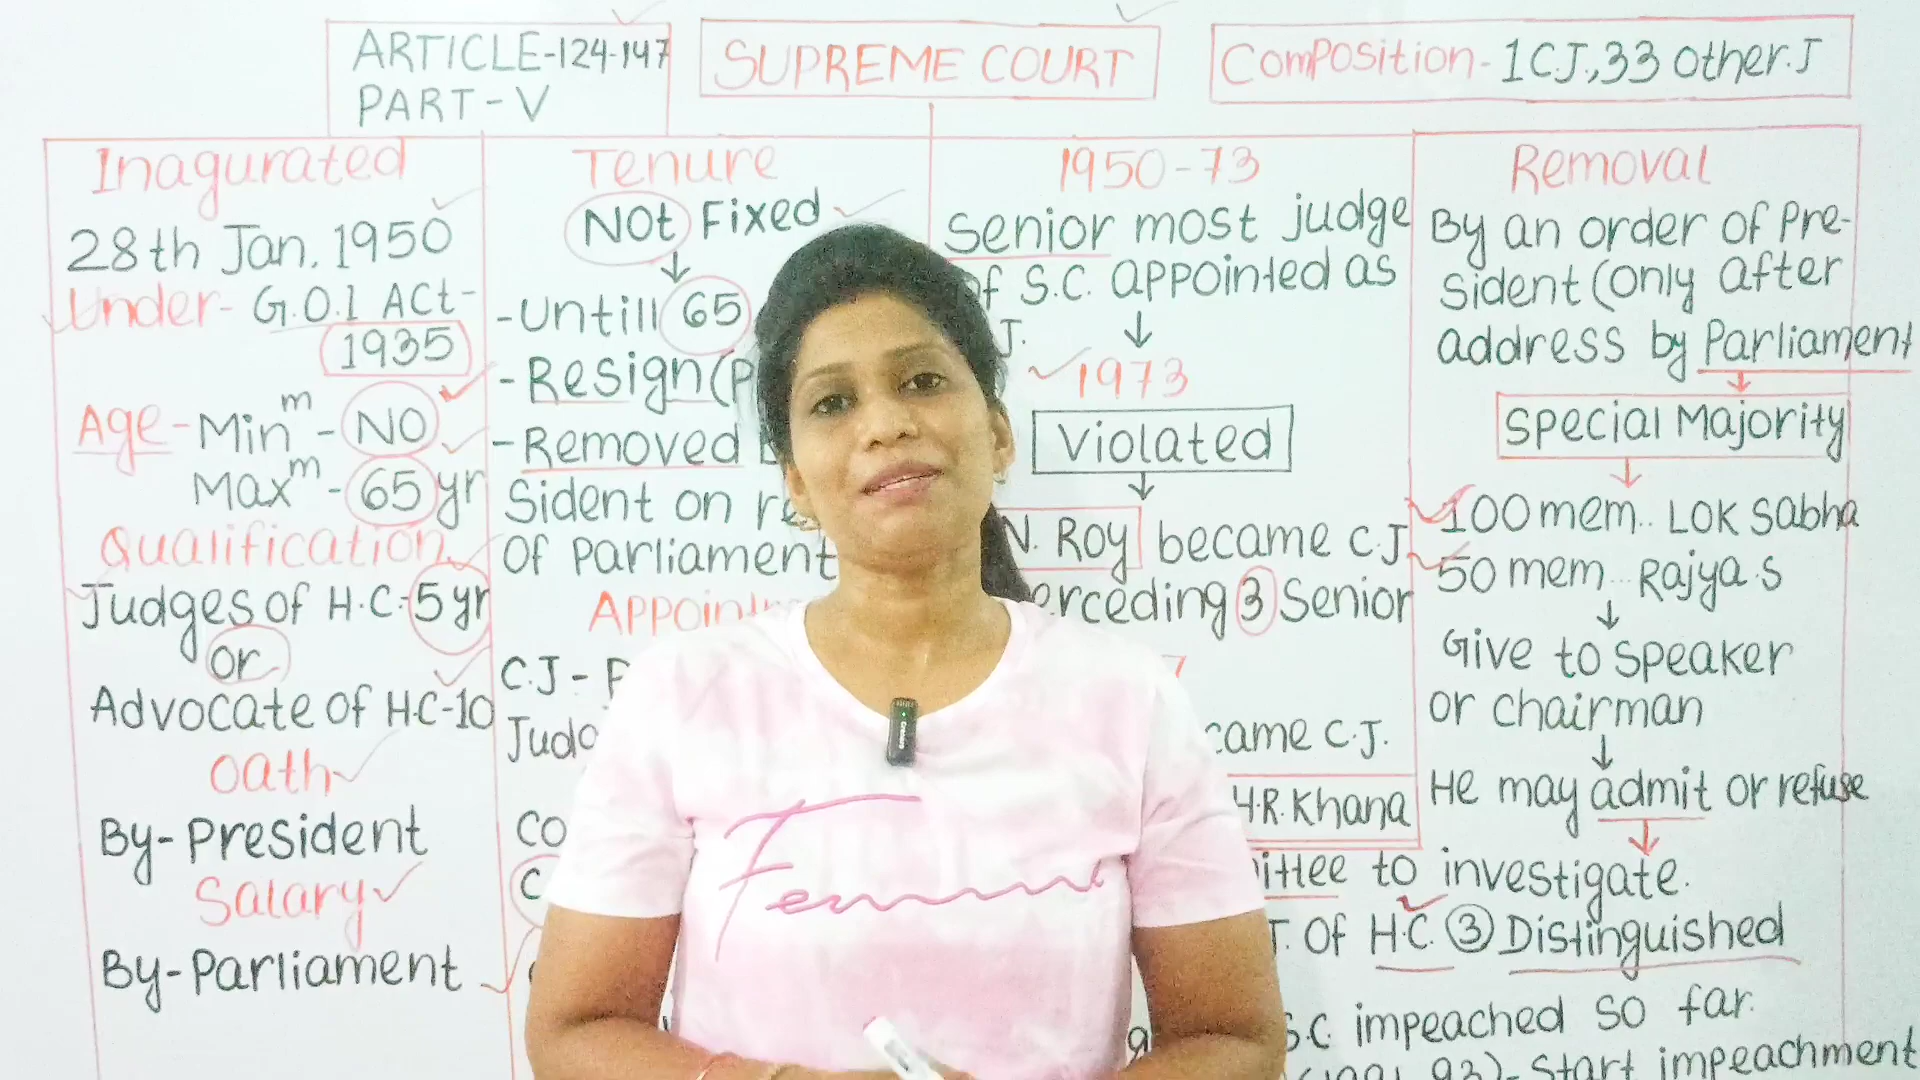 ARTICLE-124-147
PART-V
SUPREME COURT
Composition-1CJ.,33 other.J
Inagurated
28th Jan. 1950
Under-G.O.I ACt-
1935
Age-Minm-NO
Maxm-65yr
Qualification
Judges of H.C-5yr
or
Advocate of H.C-10
oath
By-President
Salary
By-Parliament
Tenure
NOt Fixed
-Untill 65
-Resign
-Removed
Sident on
Of Parliament
C.J-
CO
1950-73
Senior most judge
of S.C. appointed as
J.
1973
Violated
N. Roy became C.J
3 Senior
came C.J.
H.R.Khana
Removal
By an order of Pre-
sident (only after
address by Parliament
Special Majority
100 mem.. LOK Sabha
50 mem... Rajya.S
Give to speaker
or chairman
He may admit or refuse
to investigate.
Of H.C. 3 Distinguished
S.C impeached so far.
Start impeachment
Femin